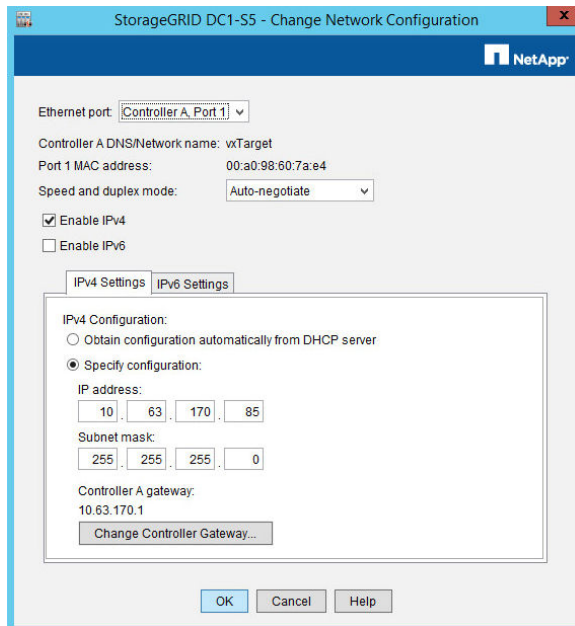 StorageGRID DC1-S5 - Change Network Configuration x
NetApp
Ethernet port: Controller A, Port 1
Controller A DNS/Network name: vxTarget
Port 1 MAC address: 00:a0:98:60:7a:e4
Speed and duplex mode: Auto-negotiate
Enable IPv4
Enable IPv6
IPv4 Settings IPv6 Settings
IPv4 Configuration:
Obtain configuration automatically from DHCP server
Specify configuration:
IP address:
10 . 63 . 170 . 85
Subnet mask:
255 . 255 . 255 . 0
Controller A gateway:
10.63.170.1
Change Controller Gateway...
OK Cancel Help